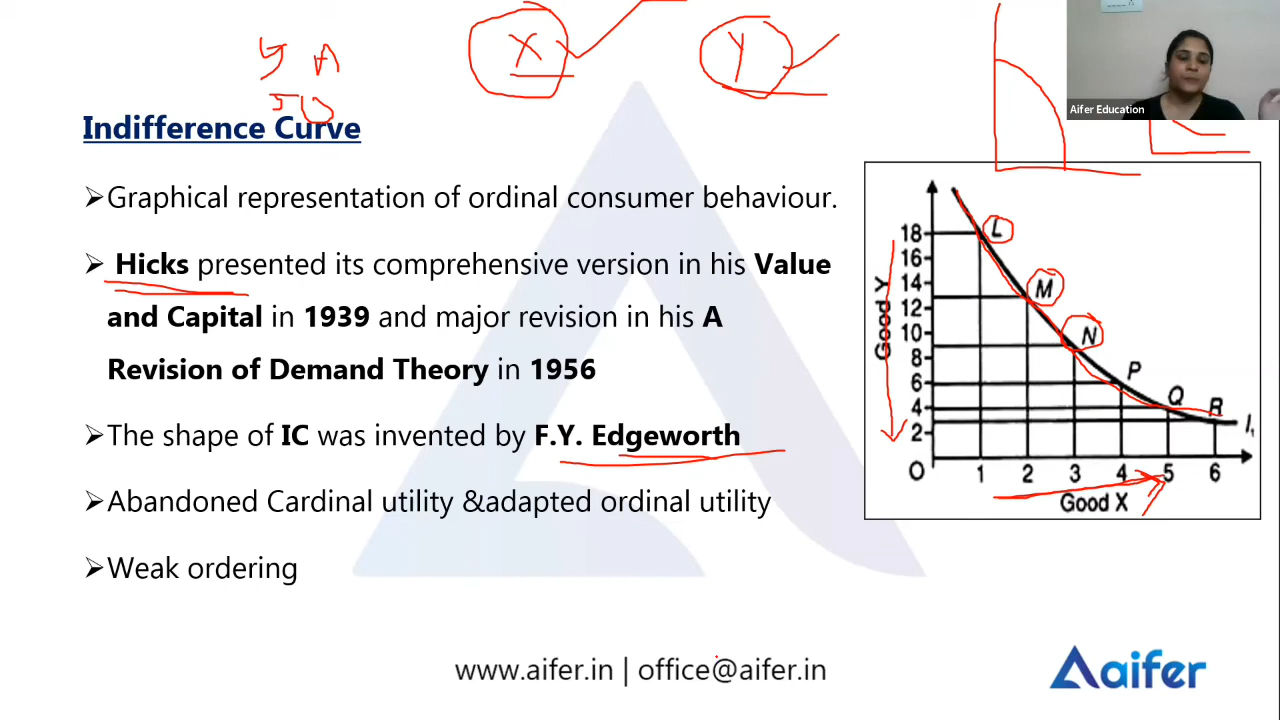 5 A
50
X
Y
Aifer Education
Indifference Curve
➢Graphical representation of ordinal consumer behaviour.
➢ Hicks presented its comprehensive version in his Value
and Capital in 1939 and major revision in his A
Revision of Demand Theory in 1956
➢The shape of IC was invented by F.Y. Edgeworth
➢Abandoned Cardinal utility &adapted ordinal utility
➢Weak ordering
Good Y
18
16
14
12
10
8
6
4
2
O
L
M
N
P
Q
R
I₁
1 2 3 4 5 6
Good X
www.aifer.in | office@aifer.in
aifer